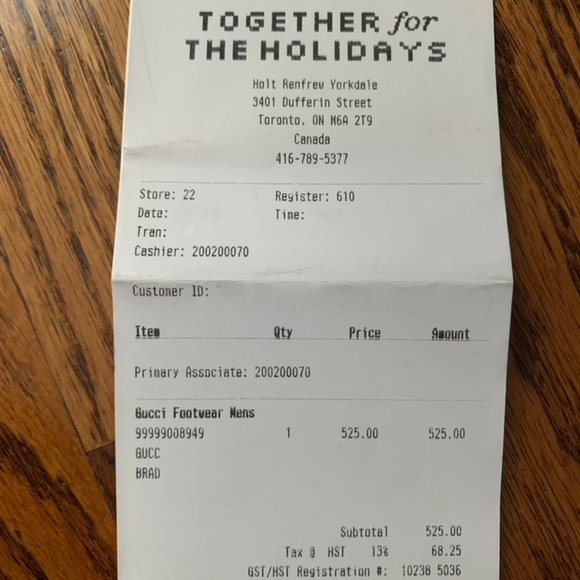 TOGETHER for
THE HOLIDAYS
Holt Renfrew Yorkdale
3401 Dufferin Street
Toronto, ON M6A 2T9
Canada
416-789-5377
Store: 22 Register: 610
Date: Time:
Tran:
Cashier: 200200070
Customer ID:
Item Qty Price Amount
Primary Associate: 200200070
Gucci Footwear Mens
99999008949 1 525.00 525.00
GUCC
BRAD
Subtotal 525.00
Tax @ HST 13% 68.25
GST/HST Registration #: 10238 5036